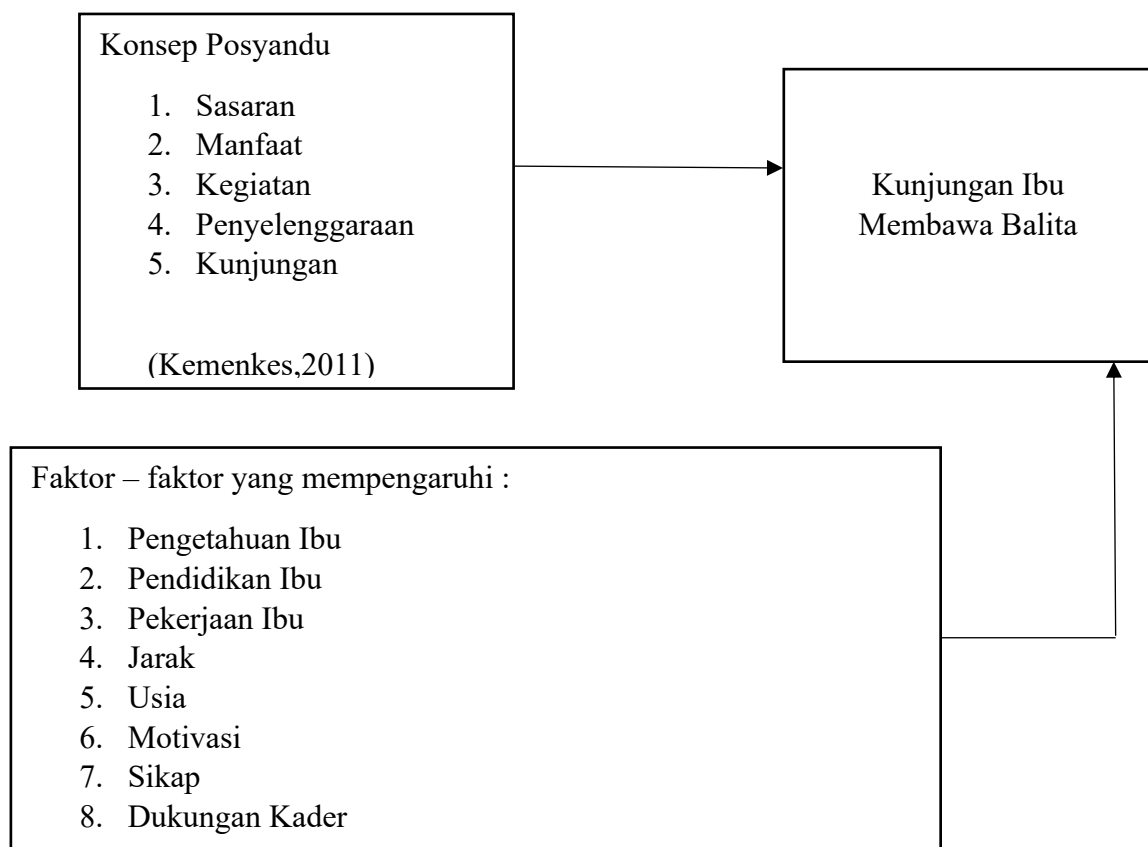 Konsep Posyandu
1. Sasaran
2. Manfaat
3. Kegiatan
4. Penyelenggaraan
5. Kunjungan
(Kemenkes,2011)
Kunjungan Ibu
Membawa Balita
Faktor – faktor yang mempengaruhi :
1. Pengetahuan Ibu
2. Pendidikan Ibu
3. Pekerjaan Ibu
4. Jarak
5. Usia
6. Motivasi
7. Sikap
8. Dukungan Kader